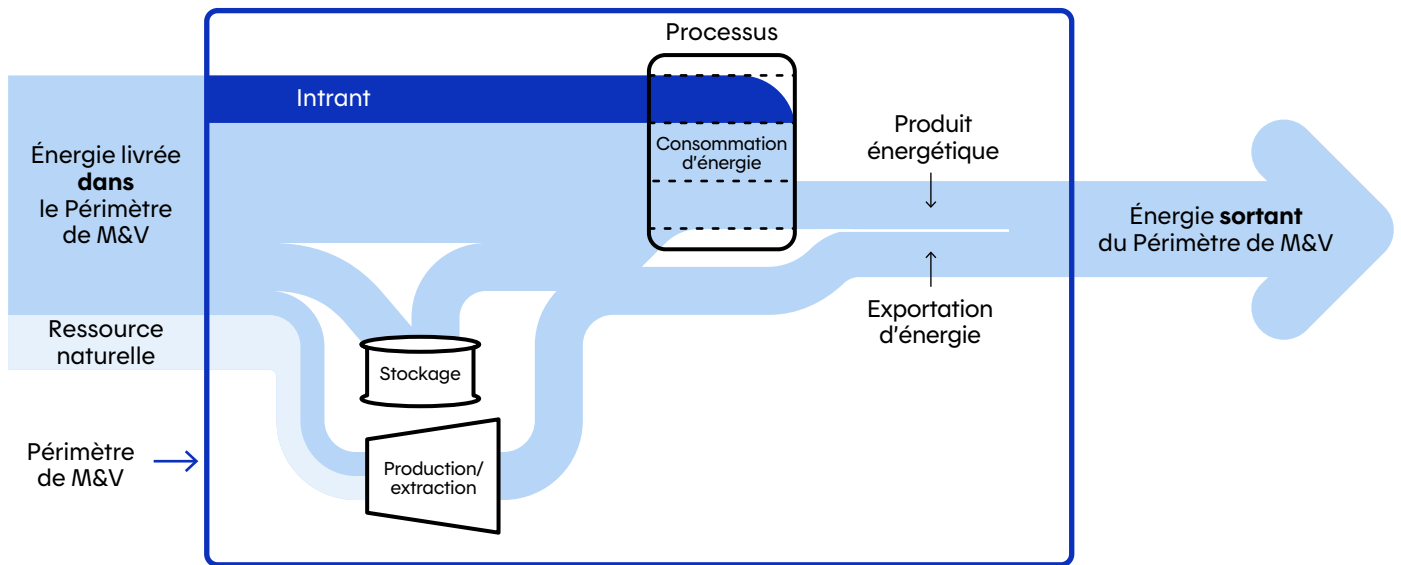 Processus
Intrant
Énergie livrée
dans
le Périmètre
de M&V
Consommation
d'énergie
Produit
énergétique
Énergie sortant
du Périmètre de M&V
Exportation
d'énergie
Ressource
naturelle
Stockage
Périmètre
de M&V
Production/
extraction